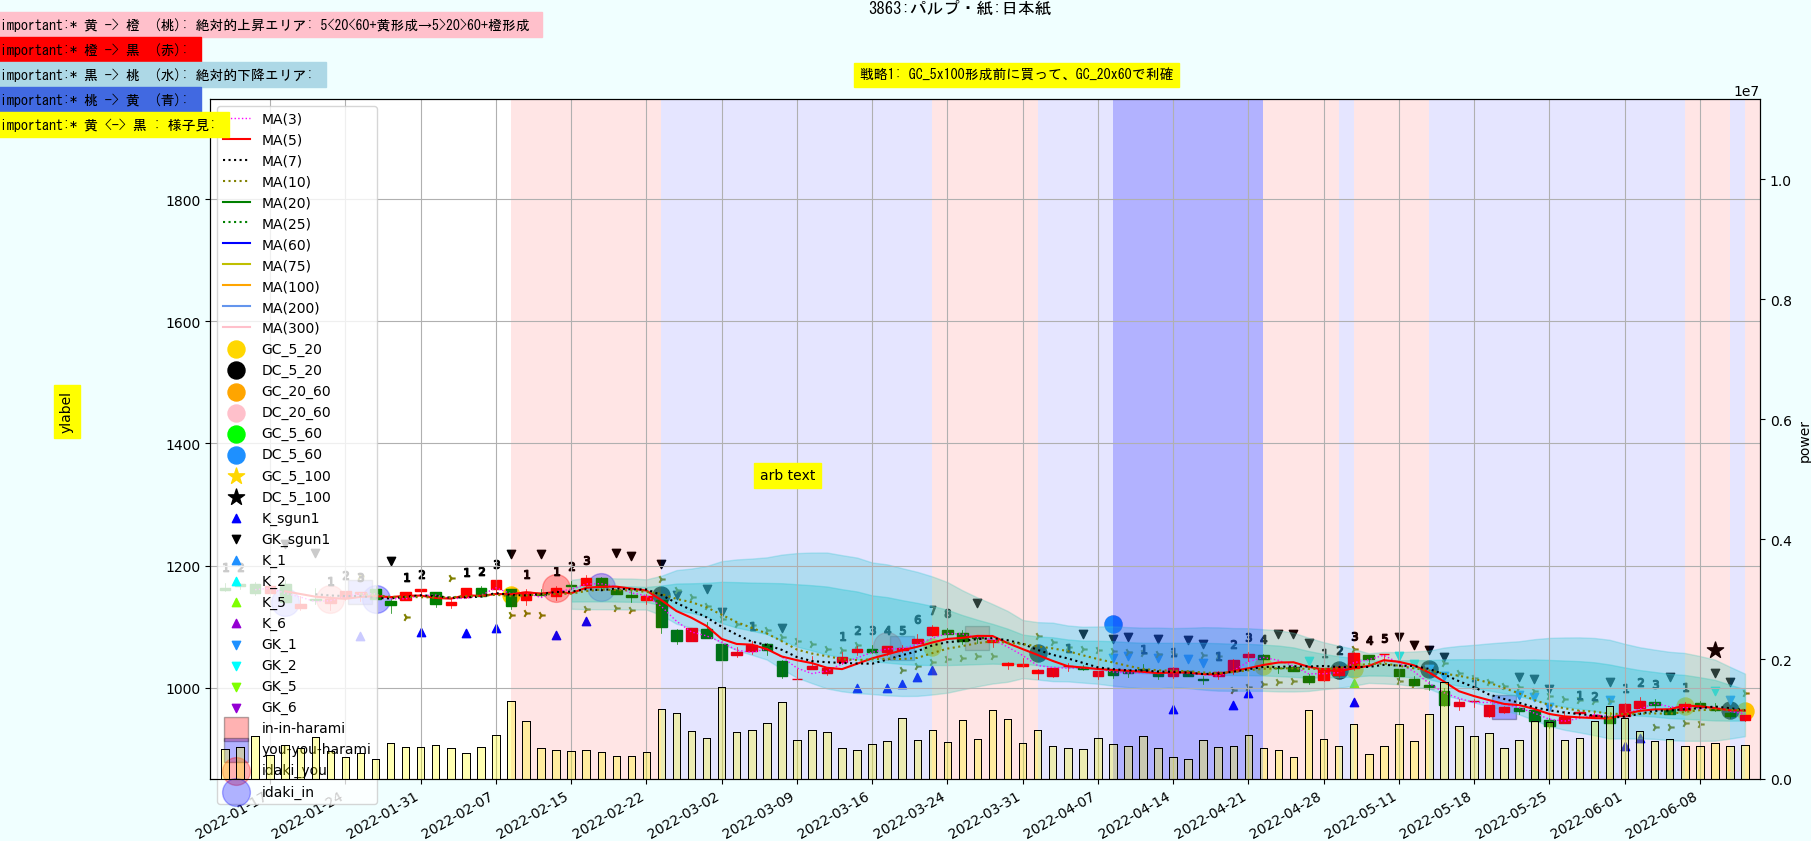 3863:パルプ・紙:日本紙
important:* 黄 -> 橙 (桃): 絶対的上昇エリア: 5<20<60+黄形成→5>20>60+橙形成
important:* 橙 -> 黒 (赤):
important:* 黒 -> 桃 (水): 絶対的下降エリア:
戦略1: GC_5x100形成前に買って、GC_20x60で利確
important:* 桃 -> 黄 (青):
important:* 黄 <-> 黒 : 様子見:
1e7
MA(3)
MA(5)
MA(7)
MA(10)
MA(20)
MA(25)
MA(60)
MA(75)
MA(100)
MA(200)
MA(300)
GC_5_20
DC_5_20
GC_20_60
DC_20_60
GC_5_60
DC_5_60
GC_5_100
DC_5_100
K_sgun1
GK_sgun1
K_1
K_2
K_5
K_6
GK_1
GK_2
GK_5
GK_6
in-in-harami
you-you-harami
idaki_you
idaki_in
1800
1600
1400
1200
1000
ylabel
arb text
1.0
0.8
0.6
0.4
0.2
0.0
power
2022-01-17
2022-01-24
2022-01-31
2022-02-07
2022-02-15
2022-02-22
2022-03-02
2022-03-09
2022-03-16
2022-03-24
2022-03-31
2022-04-07
2022-04-14
2022-04-21
2022-04-28
2022-05-11
2022-05-18
2022-05-25
2022-06-01
2022-06-08